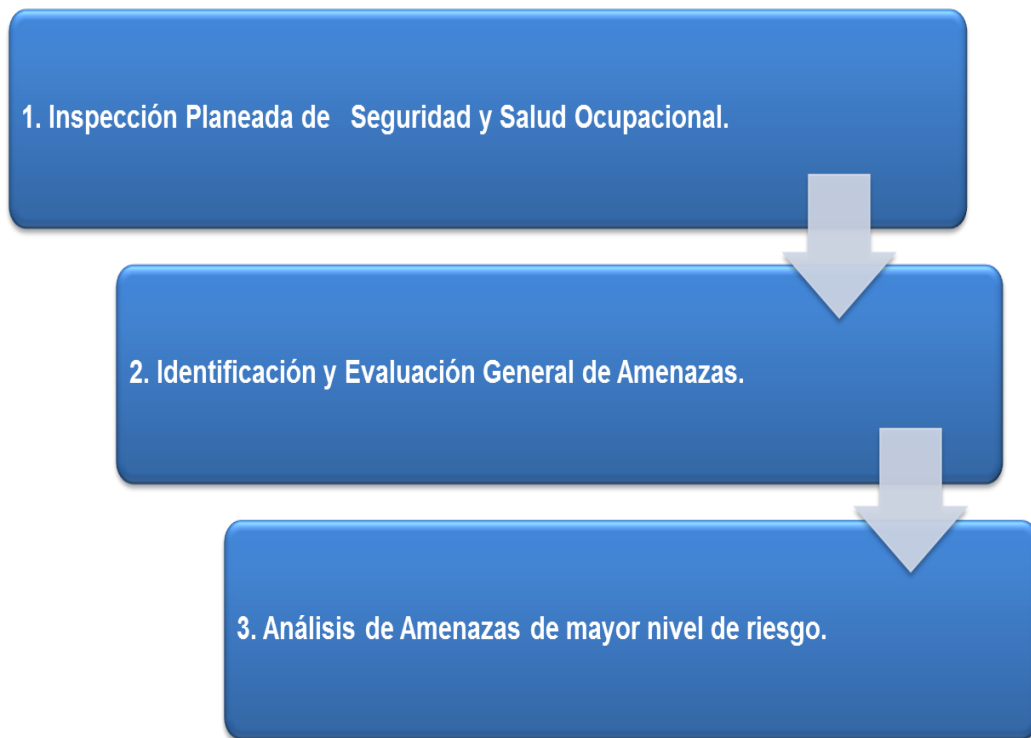 1. Inspección Planeada de Seguridad y Salud Ocupacional.
2. Identificación y Evaluación General de Amenazas.
3. Análisis de Amenazas de mayor nivel de riesgo.